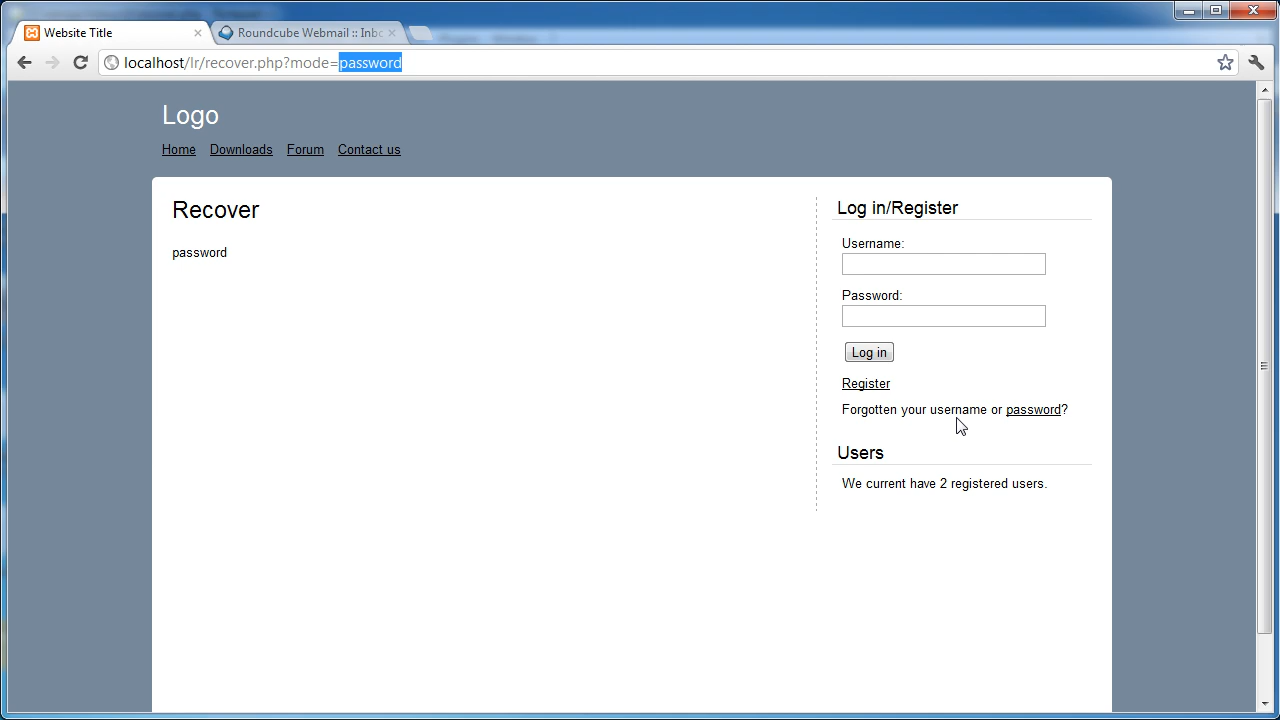 Website Title
Roundcube Webmail :: Inbo
localhost/lr/recover.php?mode=password
Logo
Home Downloads Forum Contact us
Recover
password
Log in/Register
Username:
Password:
Log in
Register
Forgotten your username or password?
Users
We current have 2 registered users.